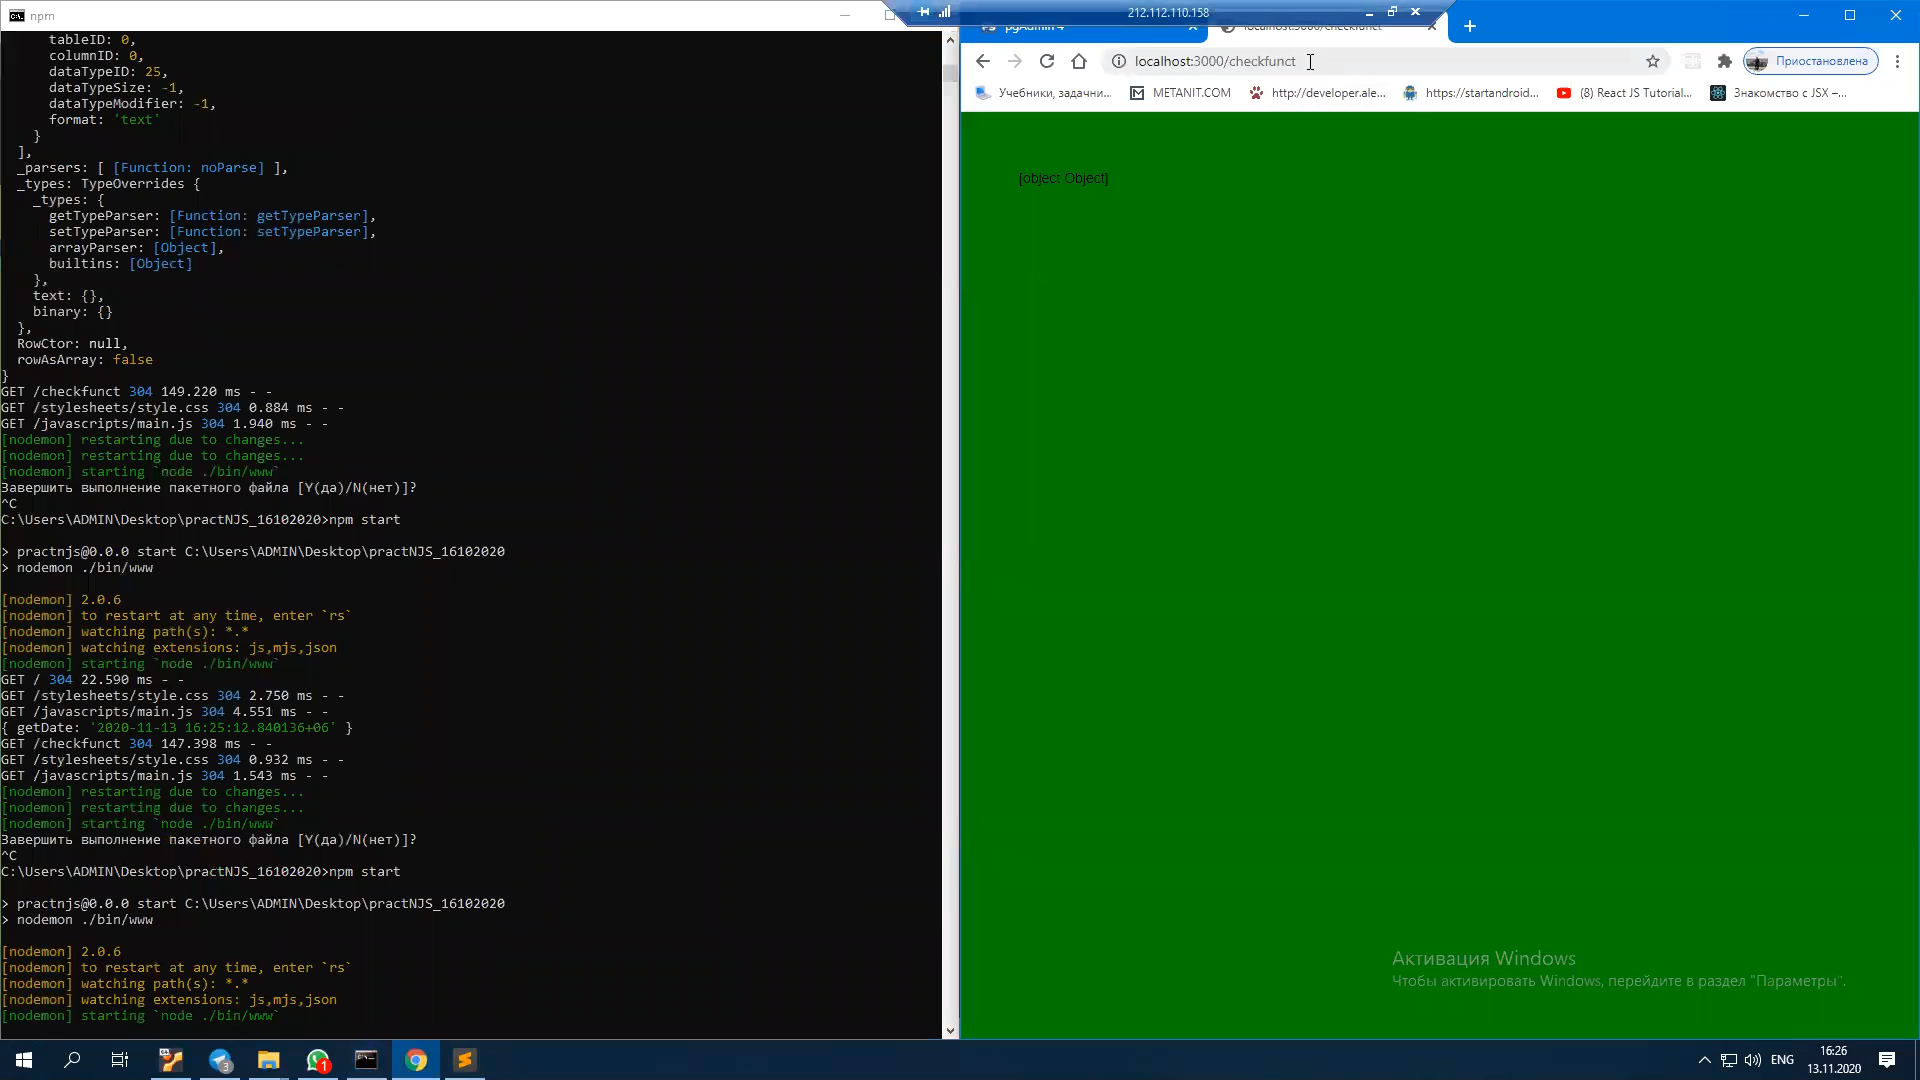 npm
tableID: 0,
columnID: 0,
dataTypeID: 25,
dataTypeSize: -1,
dataTypeModifier: -1,
format: 'text'
}
],
_parsers: [ [Function: noParse] ],
_types: TypeOverrides {
_types: {
getTypeParser: [Function: getTypeParser],
setTypeParser: [Function: setTypeParser],
arrayParser: [Object],
builtins: [Object]
},
text: {},
binary: {}
},
RowCtor: null,
rowAsArray: false
}
GET /checkfunct 304 149.220 ms - -
GET /stylesheets/style.css 304 0.884 ms - -
GET /javascripts/main.js 304 1.940 ms - -
[nodemon] restarting due to changes...
[nodemon] restarting due to changes...
[nodemon] starting `node ./bin/www`
Завершить выполнение пакетного файла [Y(да)/N(нет)]?
^C
C:\Users\ADMIN\Desktop\practNJS_16102020>npm start
> practnjs@0.0.0 start C:\Users\ADMIN\Desktop\practNJS_16102020
> nodemon ./bin/www
[nodemon] 2.0.6
[nodemon] to restart at any time, enter `rs`
[nodemon] watching path(s): *.*
[nodemon] watching extensions: js,mjs,json
[nodemon] starting `node ./bin/www`
GET / 304 22.590 ms - -
GET /stylesheets/style.css 304 2.750 ms - -
GET /javascripts/main.js 304 4.551 ms - -
{ getDate: '2020-11-13 16:25:12.840136+06' }
GET /checkfunct 304 147.398 ms - -
GET /stylesheets/style.css 304 0.932 ms - -
GET /javascripts/main.js 304 1.543 ms - -
[nodemon] restarting due to changes...
[nodemon] restarting due to changes...
[nodemon] starting `node ./bin/www`
Завершить выполнение пакетного файла [Y(да)/N(нет)]?
^C
C:\Users\ADMIN\Desktop\practNJS_16102020>npm start
> practnjs@0.0.0 start C:\Users\ADMIN\Desktop\practNJS_16102020
> nodemon ./bin/www
[nodemon] 2.0.6
[nodemon] to restart at any time, enter `rs`
[nodemon] watching path(s): *.*
[nodemon] watching extensions: js,mjs,json
[nodemon] starting `node ./bin/www`
212.112.110.158
pgAdmin 4
localhost:3000/checkfunct
localhost:3000/checkfunct
Приостановлена
Учебники, задачни...
METANIT.COM
http://developer.ale...
https://startandroid...
(8) React JS Tutorial...
Знакомство с JSX –...
[object Object]
Активация Windows
Чтобы активировать Windows, перейдите в раздел "Параметры".
3
1
ENG
16:26
13.11.2020